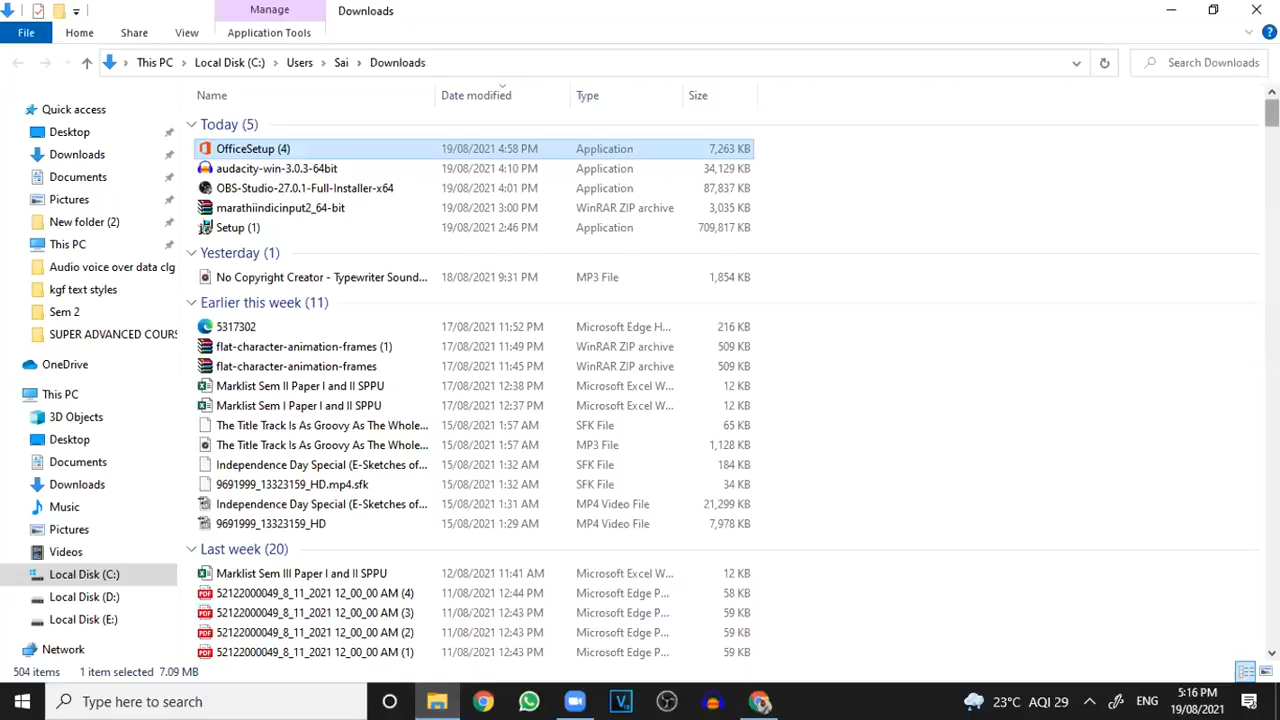 Manage
Downloads
File
Home
Share
View
Application Tools
This PC
Local Disk (C:)
Users
Sai
Downloads
Search Downloads
Name
Date modified
Type
Size
Quick access
Desktop
Downloads
Documents
Pictures
New folder (2)
This PC
Audio voice over data clg
kgf text styles
Sem 2
SUPER ADVANCED COURS
OneDrive
This PC
3D Objects
Desktop
Documents
Downloads
Music
Pictures
Videos
Local Disk (C:)
Local Disk (D:)
Local Disk (E:)
Network
Today (5)
OfficeSetup (4) 19/08/2021 4:58 PM Application 7,263 KB
audacity-win-3.0.3-64bit 19/08/2021 4:10 PM Application 34,129 KB
OBS-Studio-27.0.1-Full-Installer-x64 19/08/2021 4:01 PM Application 87,837 KB
marathiindicinput2_64-bit 19/08/2021 3:00 PM WinRAR ZIP archive 3,035 KB
Setup (1) 19/08/2021 2:46 PM Application 709,817 KB
Yesterday (1)
No Copyright Creator - Typewriter Sound... 18/08/2021 9:31 PM MP3 File 1,854 KB
Earlier this week (11)
5317302 17/08/2021 11:52 PM Microsoft Edge H... 216 KB
flat-character-animation-frames (1) 17/08/2021 11:49 PM WinRAR ZIP archive 509 KB
flat-character-animation-frames 17/08/2021 11:45 PM WinRAR ZIP archive 509 KB
Marklist Sem II Paper I and II SPPU 17/08/2021 12:38 PM Microsoft Excel W... 12 KB
Marklist Sem I Paper I and II SPPU 17/08/2021 12:37 PM Microsoft Excel W... 12 KB
The Title Track Is As Groovy As The Whole... 15/08/2021 1:57 AM SFK File 65 KB
The Title Track Is As Groovy As The Whole... 15/08/2021 1:57 AM MP3 File 1,128 KB
Independence Day Special (E-Sketches of... 15/08/2021 1:32 AM SFK File 184 KB
9691999_13323159_HD.mp4.sfk 15/08/2021 1:32 AM SFK File 34 KB
Independence Day Special (E-Sketches of... 15/08/2021 1:31 AM MP4 Video File 21,299 KB
9691999_13323159_HD 15/08/2021 1:29 AM MP4 Video File 7,978 KB
Last week (20)
Marklist Sem III Paper I and II SPPU 12/08/2021 11:41 AM Microsoft Excel W... 12 KB
52122000049_8_11_2021 12_00_00 AM (4) 11/08/2021 12:44 PM Microsoft Edge P... 58 KB
52122000049_8_11_2021 12_00_00 AM (3) 11/08/2021 12:43 PM Microsoft Edge P... 59 KB
52122000049_8_11_2021 12_00_00 AM (2) 11/08/2021 12:43 PM Microsoft Edge P... 59 KB
52122000049_8_11_2021 12_00_00 AM (1) 11/08/2021 12:43 PM Microsoft Edge P... 59 KB
504 items 1 item selected 7.09 MB
Type here to search
23°C AQI 29
ENG
5:16 PM
19/08/2021